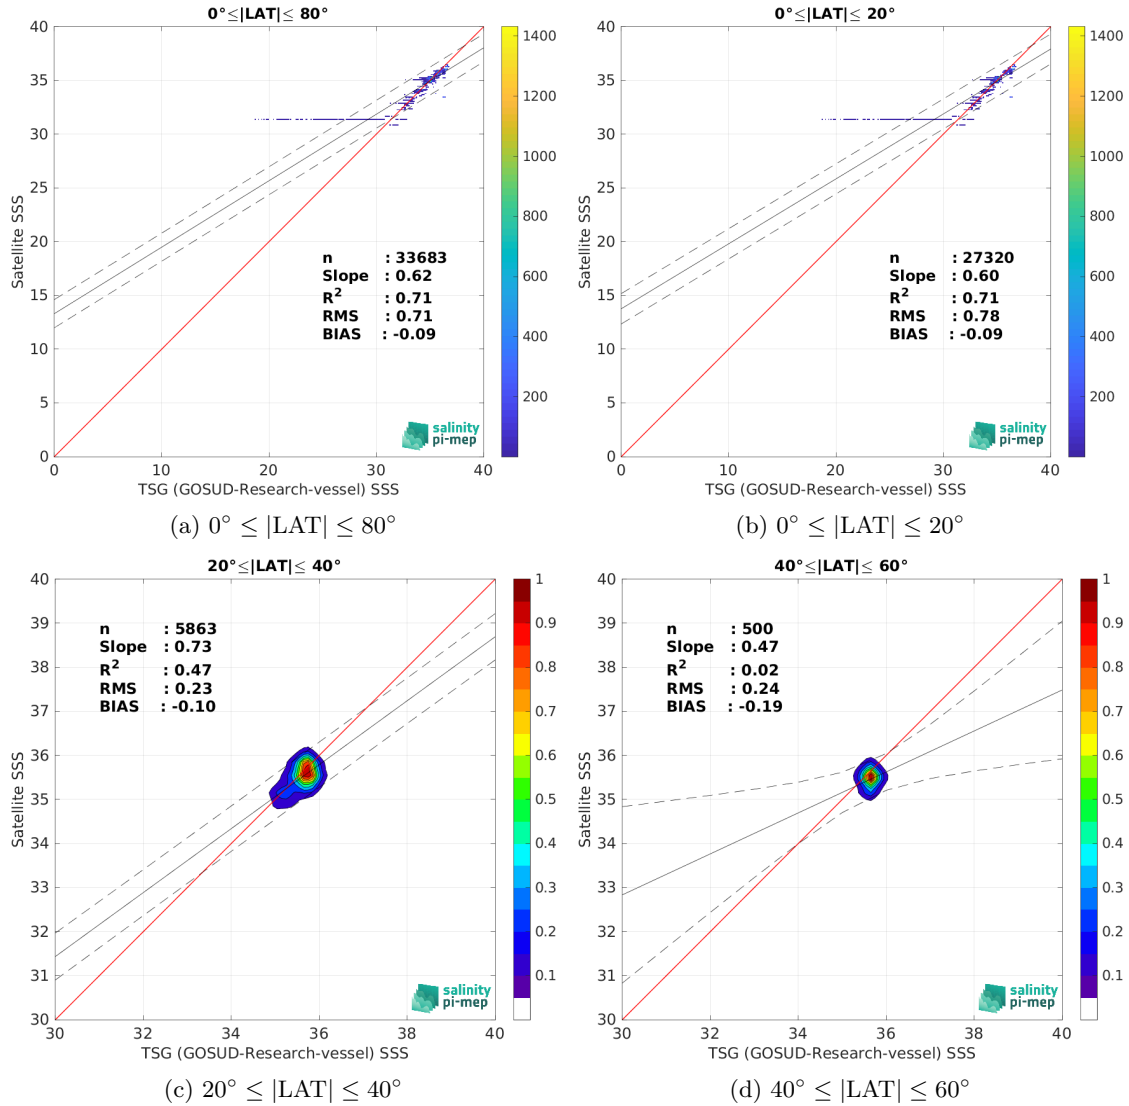 0°≤|LAT|≤ 80°
Satellite SSS
40
35
30
25
20
15
10
5
0
0
10
20
30
40
TSG (GOSUD-Research-vessel) SSS
n : 33683
Slope : 0.62
R² : 0.71
RMS : 0.71
BIAS : -0.09
salinity
pi-mep
1400
1200
1000
800
600
400
200
(a) 0° ≤ |LAT| ≤ 80°
0°≤|LAT|≤ 20°
Satellite SSS
40
35
30
25
20
15
10
5
0
0
10
20
30
40
TSG (GOSUD-Research-vessel) SSS
n : 27320
Slope : 0.60
R² : 0.71
RMS : 0.78
BIAS : -0.09
salinity
pi-mep
1400
1200
1000
800
600
400
200
(b) 0° ≤ |LAT| ≤ 20°
20°≤|LAT|≤ 40°
Satellite SSS
40
39
38
37
36
35
34
33
32
31
30
30
32
34
36
38
40
TSG (GOSUD-Research-vessel) SSS
n : 5863
Slope : 0.73
R² : 0.47
RMS : 0.23
BIAS : -0.10
salinity
pi-mep
1
0.9
0.8
0.7
0.6
0.5
0.4
0.3
0.2
0.1
(c) 20° ≤ |LAT| ≤ 40°
40°≤|LAT|≤ 60°
Satellite SSS
40
39
38
37
36
35
34
33
32
31
30
30
32
34
36
38
40
TSG (GOSUD-Research-vessel) SSS
n : 500
Slope : 0.47
R² : 0.02
RMS : 0.24
BIAS : -0.19
salinity
pi-mep
1
0.9
0.8
0.7
0.6
0.5
0.4
0.3
0.2
0.1
(d) 40° ≤ |LAT| ≤ 60°